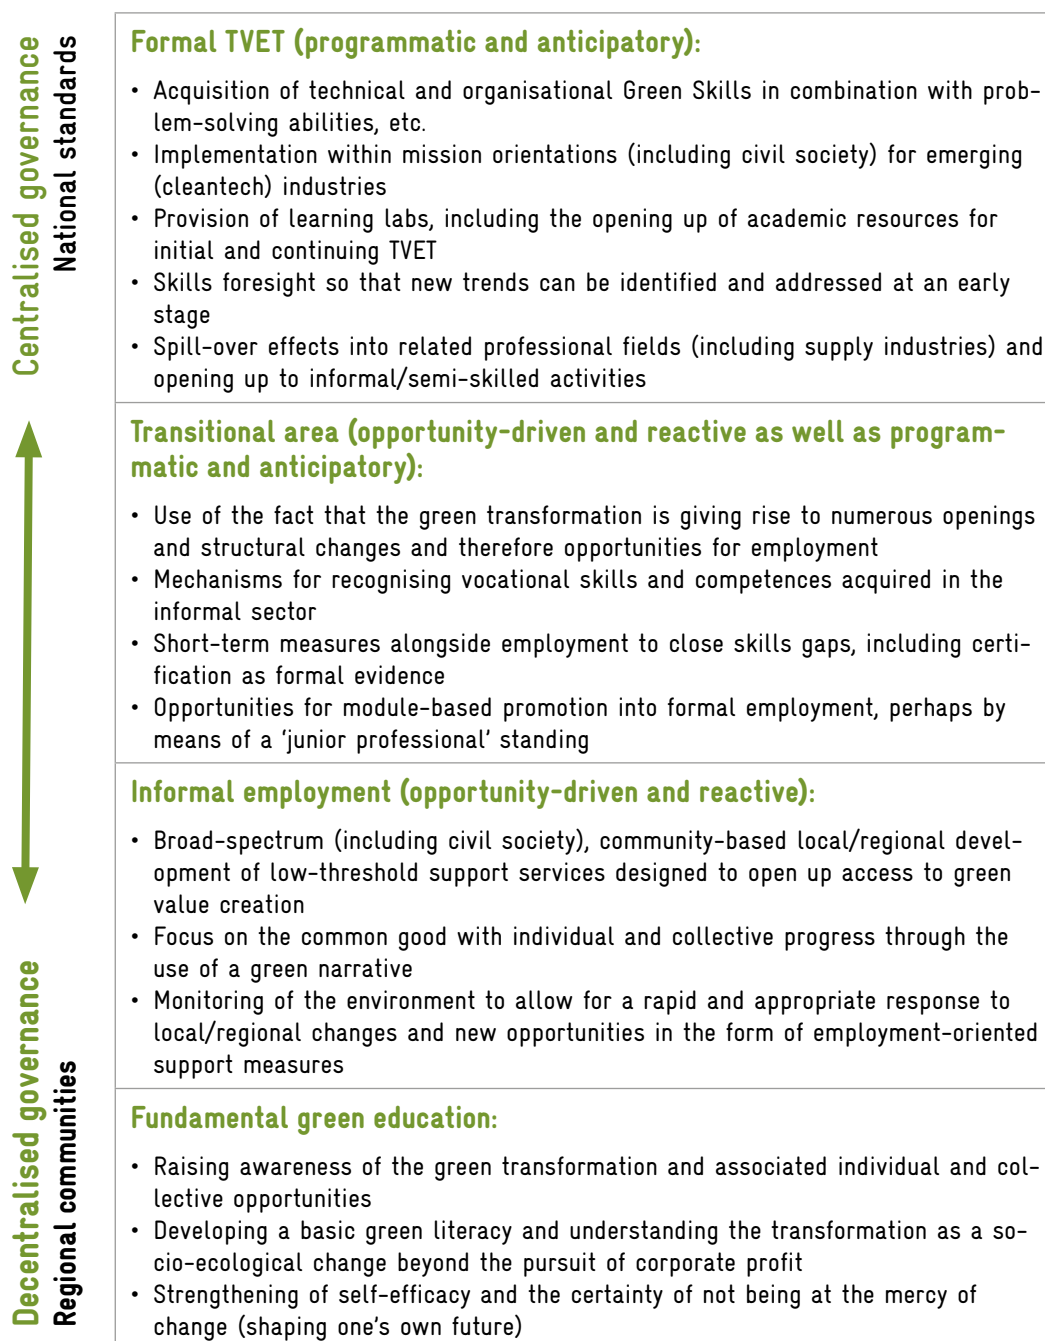 Centralised governance
National standards
Formal TVET (programmatic and anticipatory):
• Acquisition of technical and organisational Green Skills in combination with prob-
lem-solving abilities, etc.
• Implementation within mission orientations (including civil society) for emerging
(cleantech) industries
• Provision of learning labs, including the opening up of academic resources for
initial and continuing TVET
• Skills foresight so that new trends can be identified and addressed at an early
stage
• Spill-over effects into related professional fields (including supply industries) and
opening up to informal/semi-skilled activities
Transitional area (opportunity-driven and reactive as well as program-
matic and anticipatory):
• Use of the fact that the green transformation is giving rise to numerous openings
and structural changes and therefore opportunities for employment
• Mechanisms for recognising vocational skills and competences acquired in the
informal sector
• Short-term measures alongside employment to close skills gaps, including certi-
fication as formal evidence
• Opportunities for module-based promotion into formal employment, perhaps by
means of a ‘junior professional’ standing
Informal employment (opportunity-driven and reactive):
• Broad-spectrum (including civil society), community-based local/regional devel-
opment of low-threshold support services designed to open up access to green
value creation
• Focus on the common good with individual and collective progress through the
use of a green narrative
• Monitoring of the environment to allow for a rapid and appropriate response to
local/regional changes and new opportunities in the form of employment-oriented
support measures
Decentralised governance
Regional communities
Fundamental green education:
• Raising awareness of the green transformation and associated individual and col-
lective opportunities
• Developing a basic green literacy and understanding the transformation as a so-
cio-ecological change beyond the pursuit of corporate profit
• Strengthening of self-efficacy and the certainty of not being at the mercy of
change (shaping one’s own future)